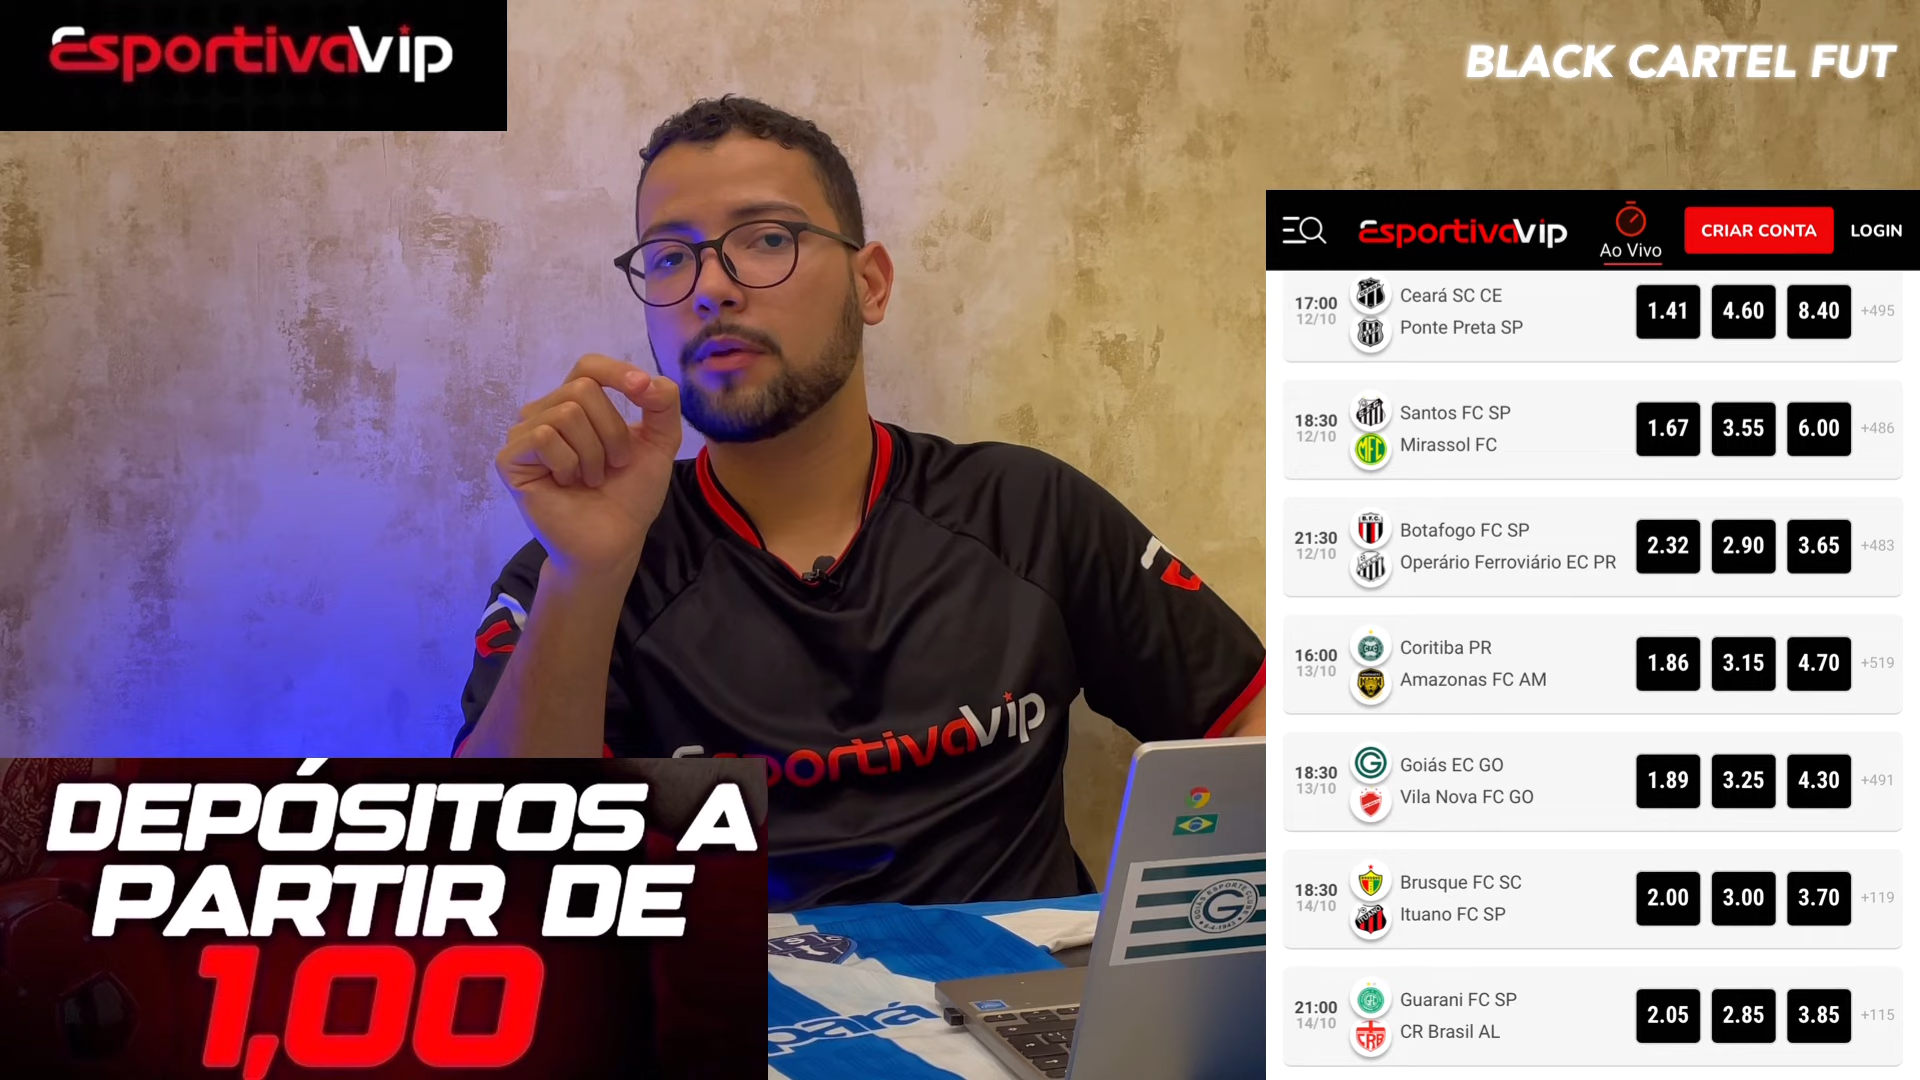 EsportivaVip
BLACK CARTEL FUT
EsportivaVip
Ao Vivo
CRIAR CONTA
LOGIN
17:00
12/10
Ceará SC CE
Ponte Preta SP
1.41 4.60 8.40 +495
18:30
12/10
Santos FC SP
Mirassol FC
1.67 3.55 6.00 +486
21:30
12/10
Botafogo FC SP
Operário Ferroviário EC PR
2.32 2.90 3.65 +483
16:00
13/10
Coritiba PR
Amazonas FC AM
1.86 3.15 4.70 +519
18:30
13/10
Goiás EC GO
Vila Nova FC GO
1.89 3.25 4.30 +491
18:30
14/10
Brusque FC SC
Ituano FC SP
2.00 3.00 3.70 +119
21:00
14/10
Guarani FC SP
CR Brasil AL
2.05 2.85 3.85 +115
EsportivaVip
DEPÓSITOS A
PARTIR DE
1,00
GOIÁS ESPORTE CLUBE
6-4-1943
pará